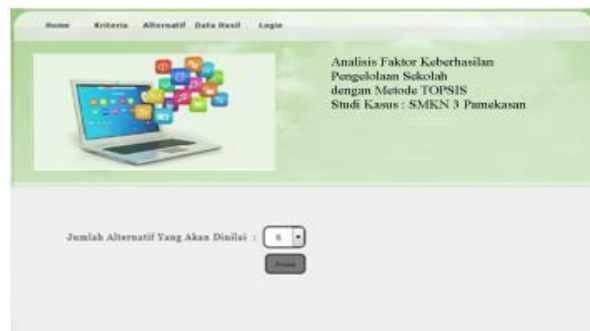 Home Kriteria Alternatif Data Hasil Login
Analisis Faktor Keberhasilan
Pengelolaan Sekolah
dengan Metode TOPSIS
Studi Kasus : SMKN 3 Pamekasan
Jumlah Alternatif Yang Akan Dinilai : 6